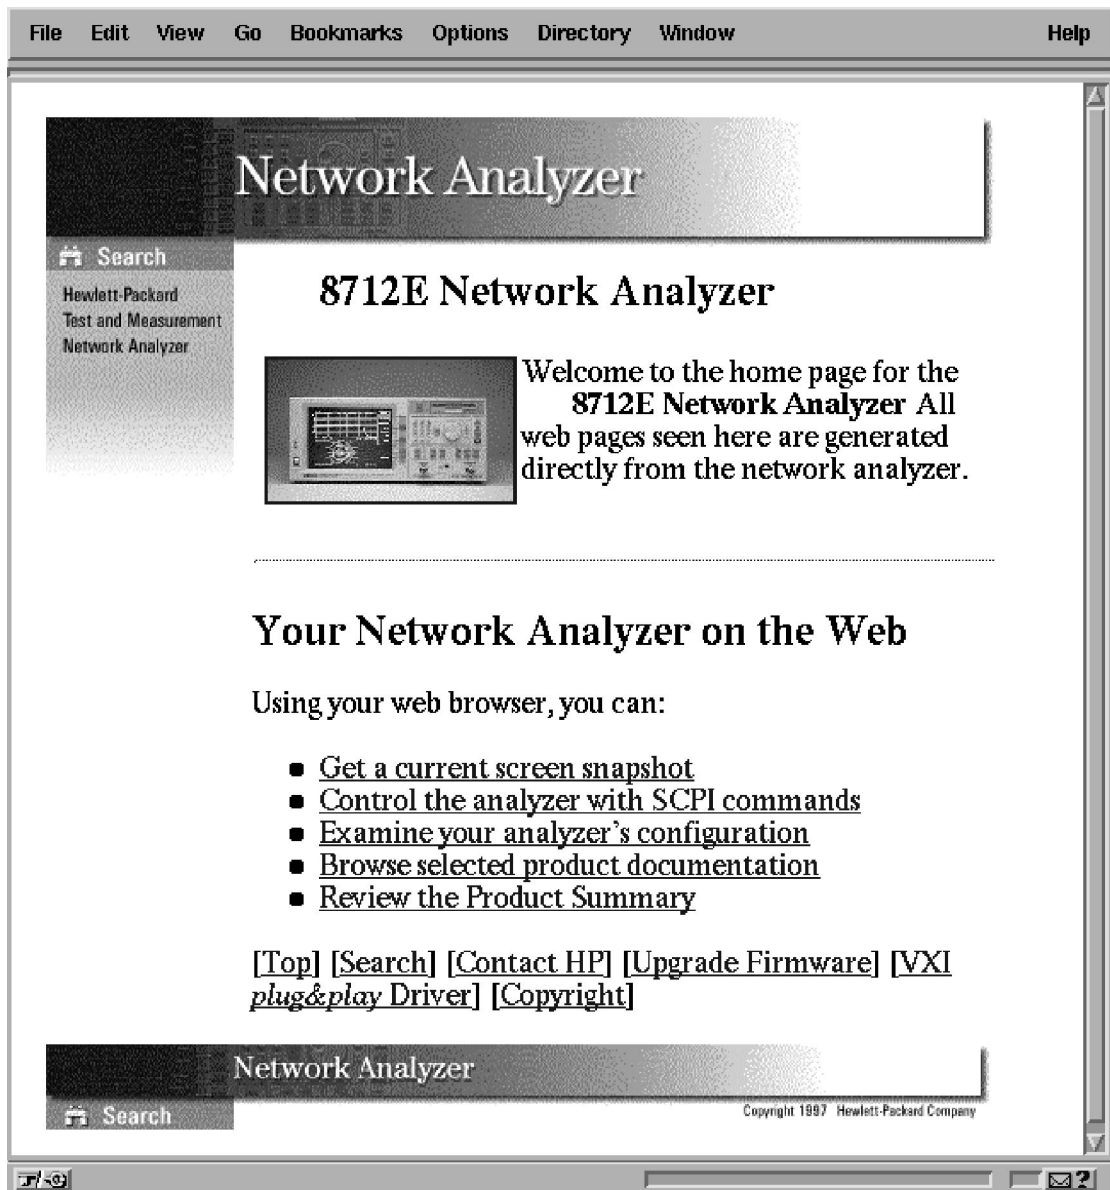 File Edit View Go Bookmarks Options Directory Window Help
Network Analyzer
Search
Hewlett-Packard
Test and Measurement
Network Analyzer
8712E Network Analyzer
Welcome to the home page for the
8712E Network Analyzer All
web pages seen here are generated
directly from the network analyzer.
Your Network Analyzer on the Web
Using your web browser, you can:
Get a current screen snapshot
Control the analyzer with SCPI commands
Examine your analyzer's configuration
Browse selected product documentation
Review the Product Summary
[Top] [Search] [Contact HP] [Upgrade Firmware] [VXI
plug&play Driver] [Copyright]
Network Analyzer
Search
Copyright 1997 Hewlett-Packard Company